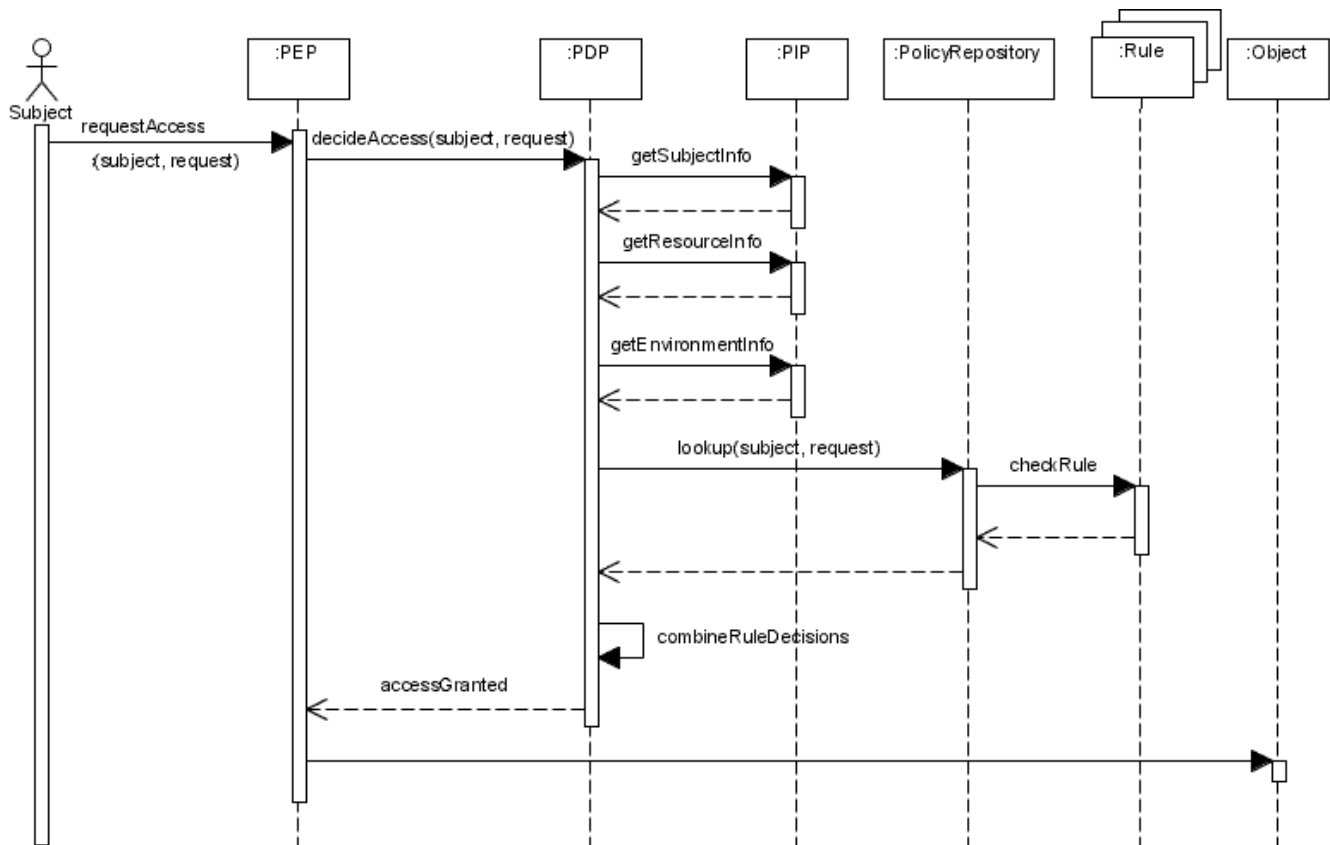 :PEP
:PDP
:PIP
:PolicyRepository
:Rule
:Object
Subject
requestAccess
:(subject, request)
decideAccess(subject, request)
getSubjectInfo
getResourceInfo
getEnvironmentInfo
lookup(subject, request)
checkRule
combineRuleDecisions
accessGranted